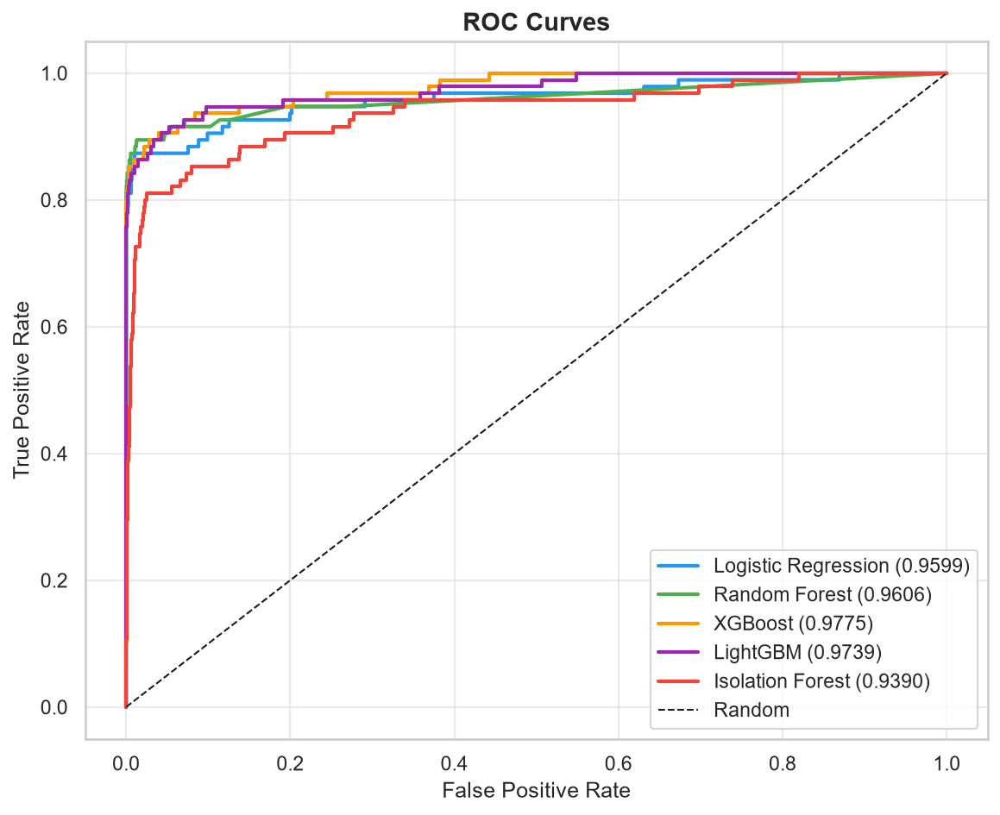 ROC Curves
1.0
0.8
0.6
0.4
0.2
0.0
True Positive Rate
Logistic Regression (0.9599)
Random Forest (0.9606)
XGBoost (0.9775)
LightGBM (0.9739)
Isolation Forest (0.9390)
Random
0.0 0.2 0.4 0.6 0.8 1.0
False Positive Rate